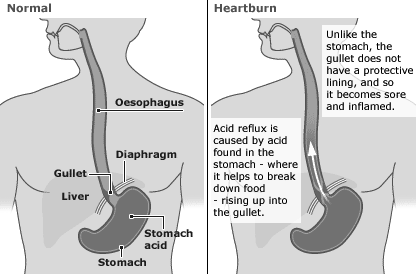 Normal
Oesophagus
Diaphragm
Gullet
Liver
Stomach
acid
Stomach
Heartburn
Unlike the
stomach, the
gullet does not
have a protective
lining, and so
it becomes sore
and inflamed.
Acid reflux is
caused by acid
found in the
stomach - where
it helps to break
down food
- rising up into
the gullet.